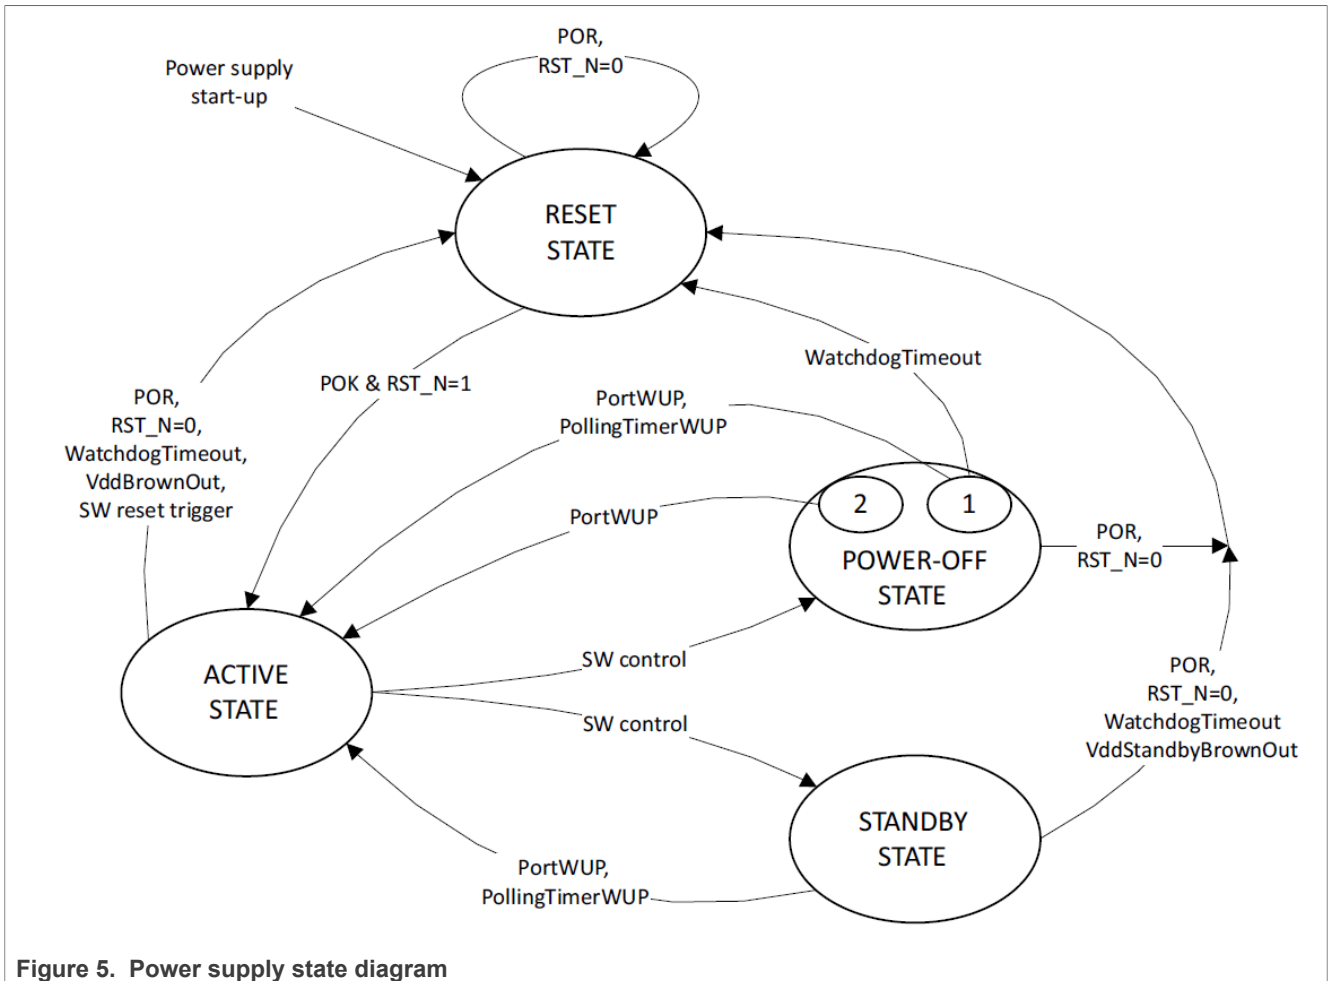 POR,
RST_N=0
Power supply
start-up
RESET
STATE
WatchdogTimeout
POK & RST_N=1
POR,
RST_N=0,
WatchdogTimeout,
VddBrownOut,
SW reset trigger
PortWUP,
PollingTimerWUP
2
1
PortWUP
POWER-OFF
STATE
POR,
RST_N=0
SW control
ACTIVE
STATE
SW control
POR,
RST_N=0,
WatchdogTimeout
VddStandbyBrownOut
STANDBY
STATE
PortWUP,
PollingTimerWUP
Figure 5. Power supply state diagram